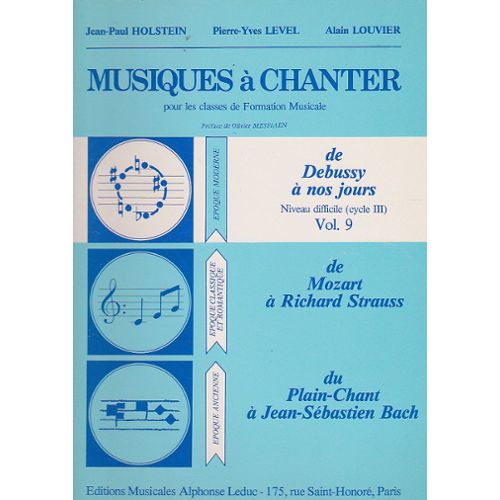 Jean-Paul HOLSTEIN Pierre-Yves LEVEL Alain LOUVIER
MUSIQUES à CHANTER
pour les classes de Formation Musicale
Préface de Olivier MESSIAEN
EPOQUE MODERNE
de
Debussy
à nos jours
Niveau difficile (cycle III)
Vol. 9
EPOQUE CLASSIQUE
ET ROMANTIQUE
de
Mozart
à Richard Strauss
EPOQUE ANCIENNE
du
Plain-Chant
à Jean-Sébastien Bach
Editions Musicales Alphonse Leduc - 175, rue Saint-Honoré, Paris